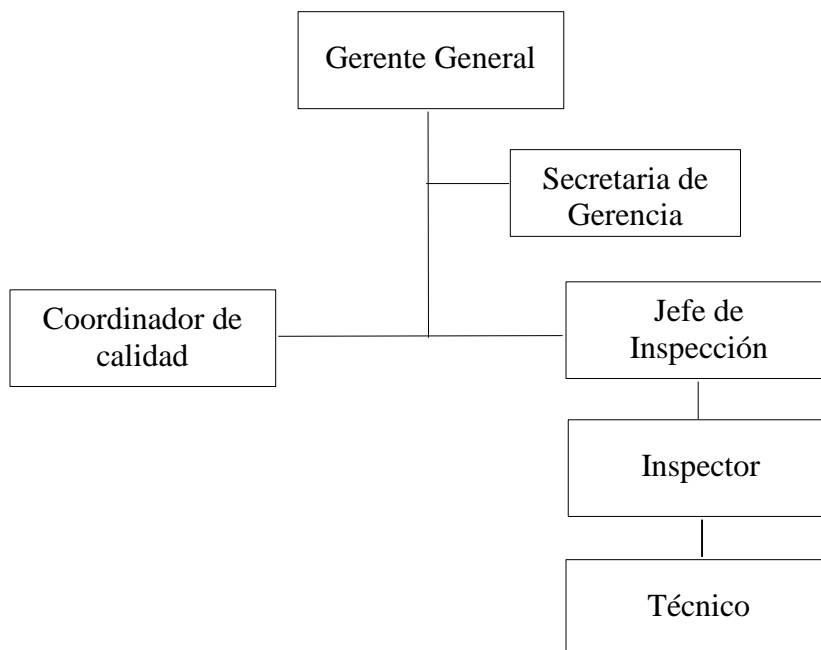 Gerente General
Secretaria de
Gerencia
Coordinador de
calidad
Jefe de
Inspección
Inspector
Técnico